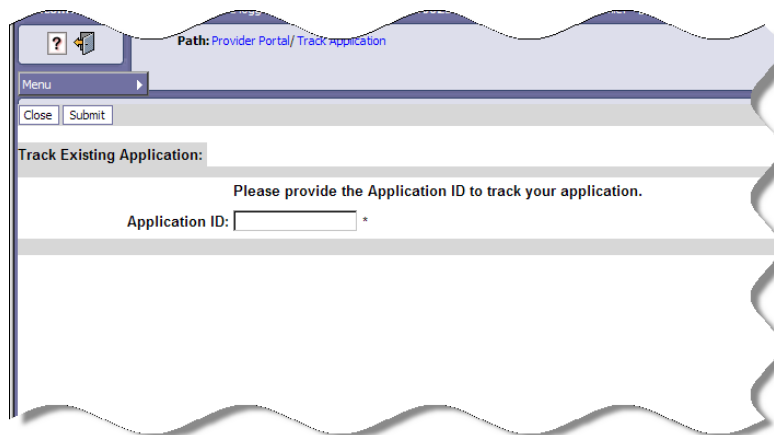 ?
Path: Provider Portal/ Track Application
Menu
Close Submit
Track Existing Application:
Please provide the Application ID to track your application.
Application ID: *